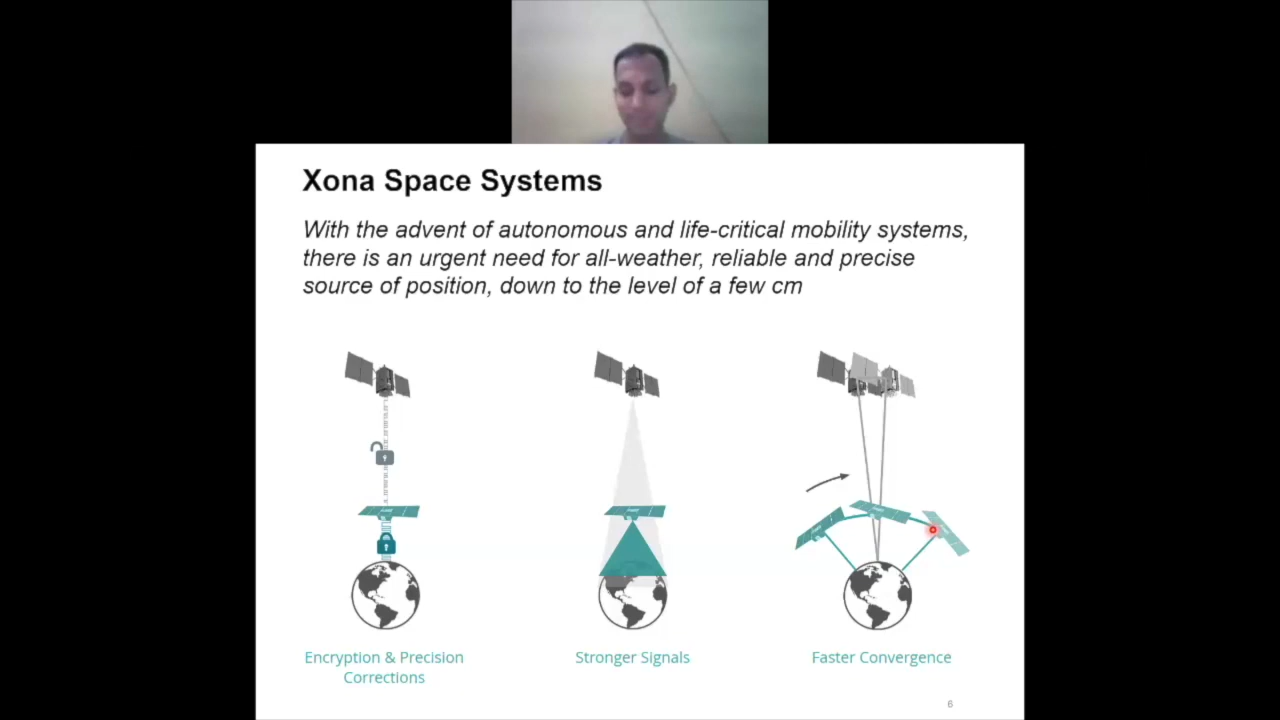 Xona Space Systems
With the advent of autonomous and life-critical mobility systems,
there is an urgent need for all-weather, reliable and precise
source of position, down to the level of a few cm
Encryption & Precision
Corrections
Stronger Signals
Faster Convergence
6